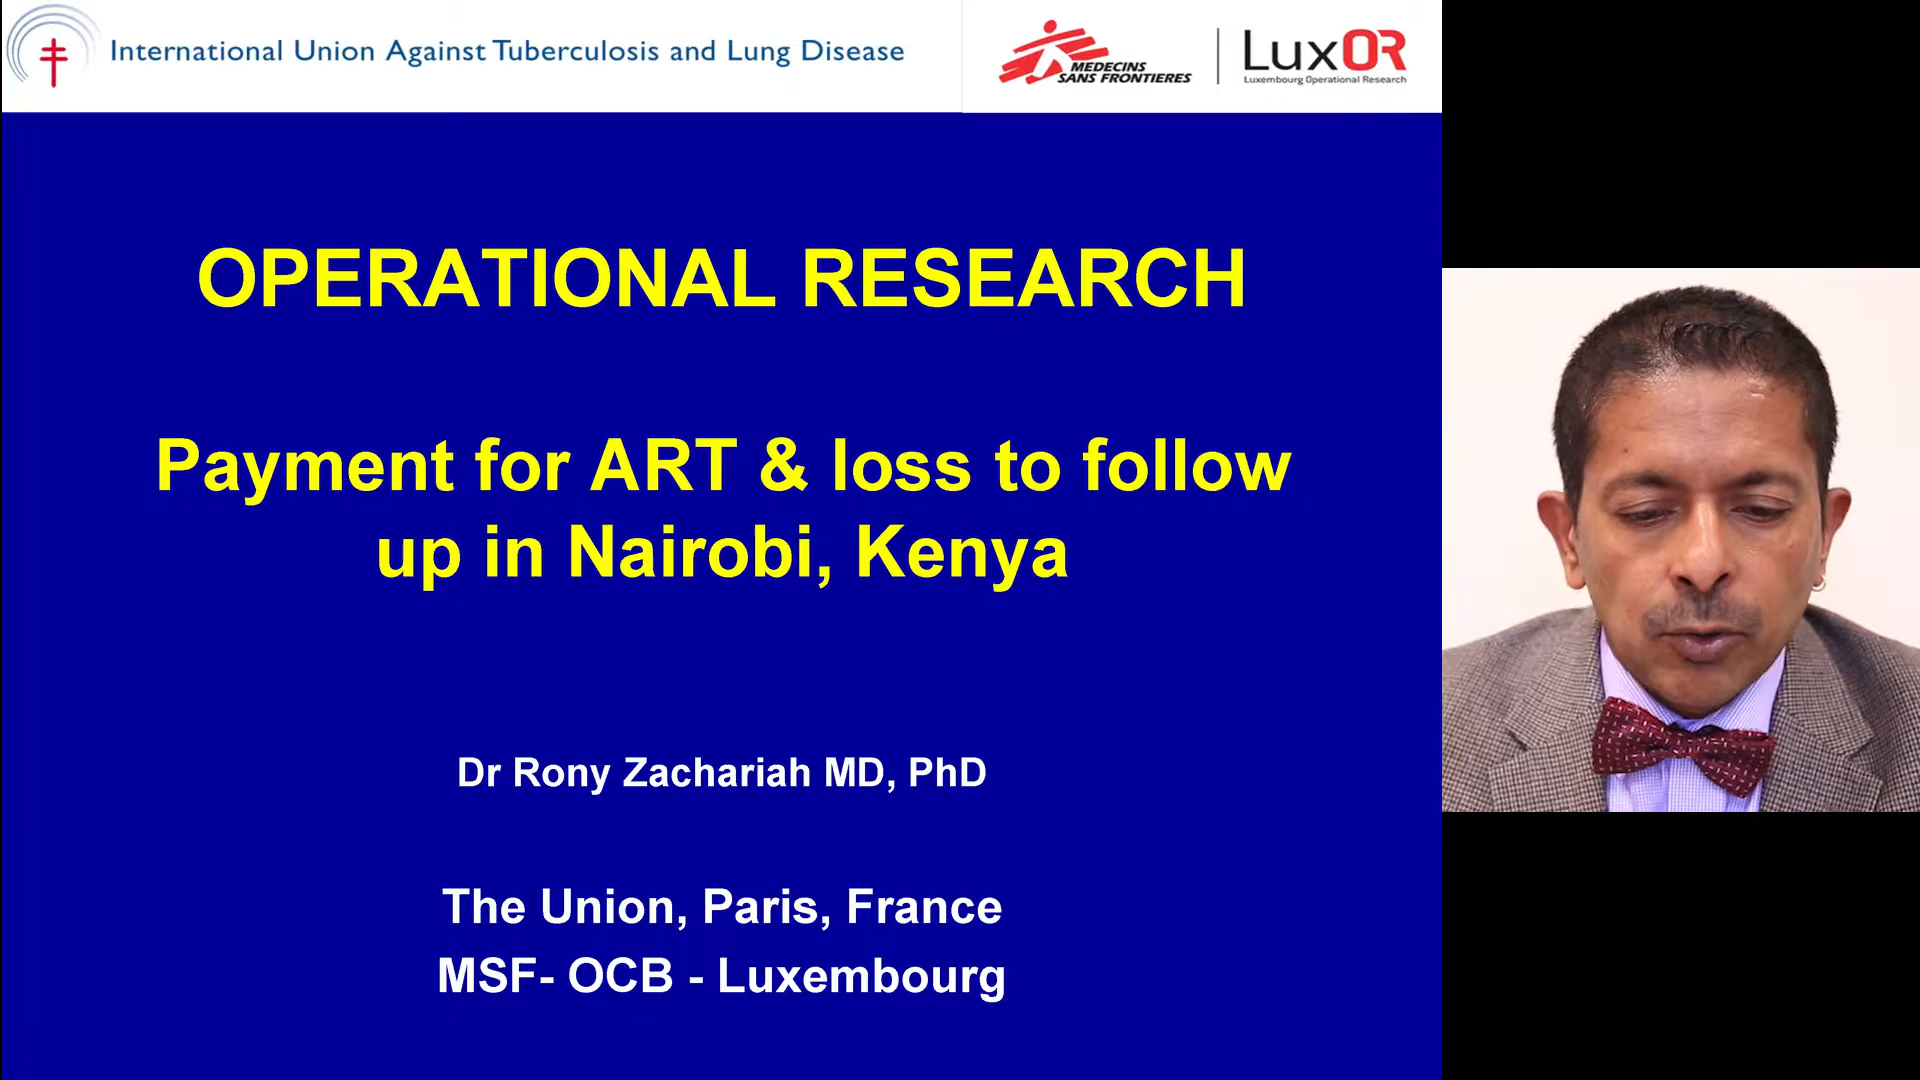 International Union Against Tuberculosis and Lung Disease
MEDECINS
SANS FRONTIERES
LuxOR
Luxembourg Operational Research
OPERATIONAL RESEARCH
Payment for ART & loss to follow
up in Nairobi, Kenya
Dr Rony Zachariah MD, PhD
The Union, Paris, France
MSF- OCB - Luxembourg